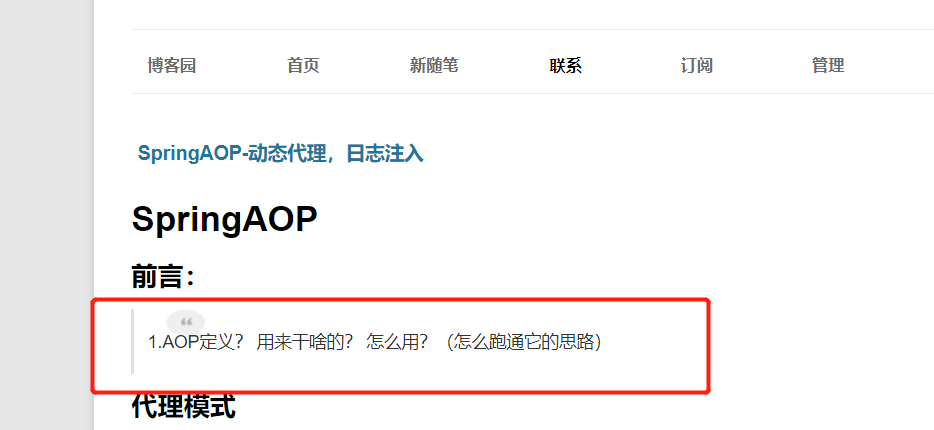 博客园 首页 新随笔 联系 订阅 管理
SpringAOP-动态代理，日志注入
SpringAOP
前言：
“
1.AOP定义？ 用来干啥的？ 怎么用？（怎么跑通它的思路）
代理模式